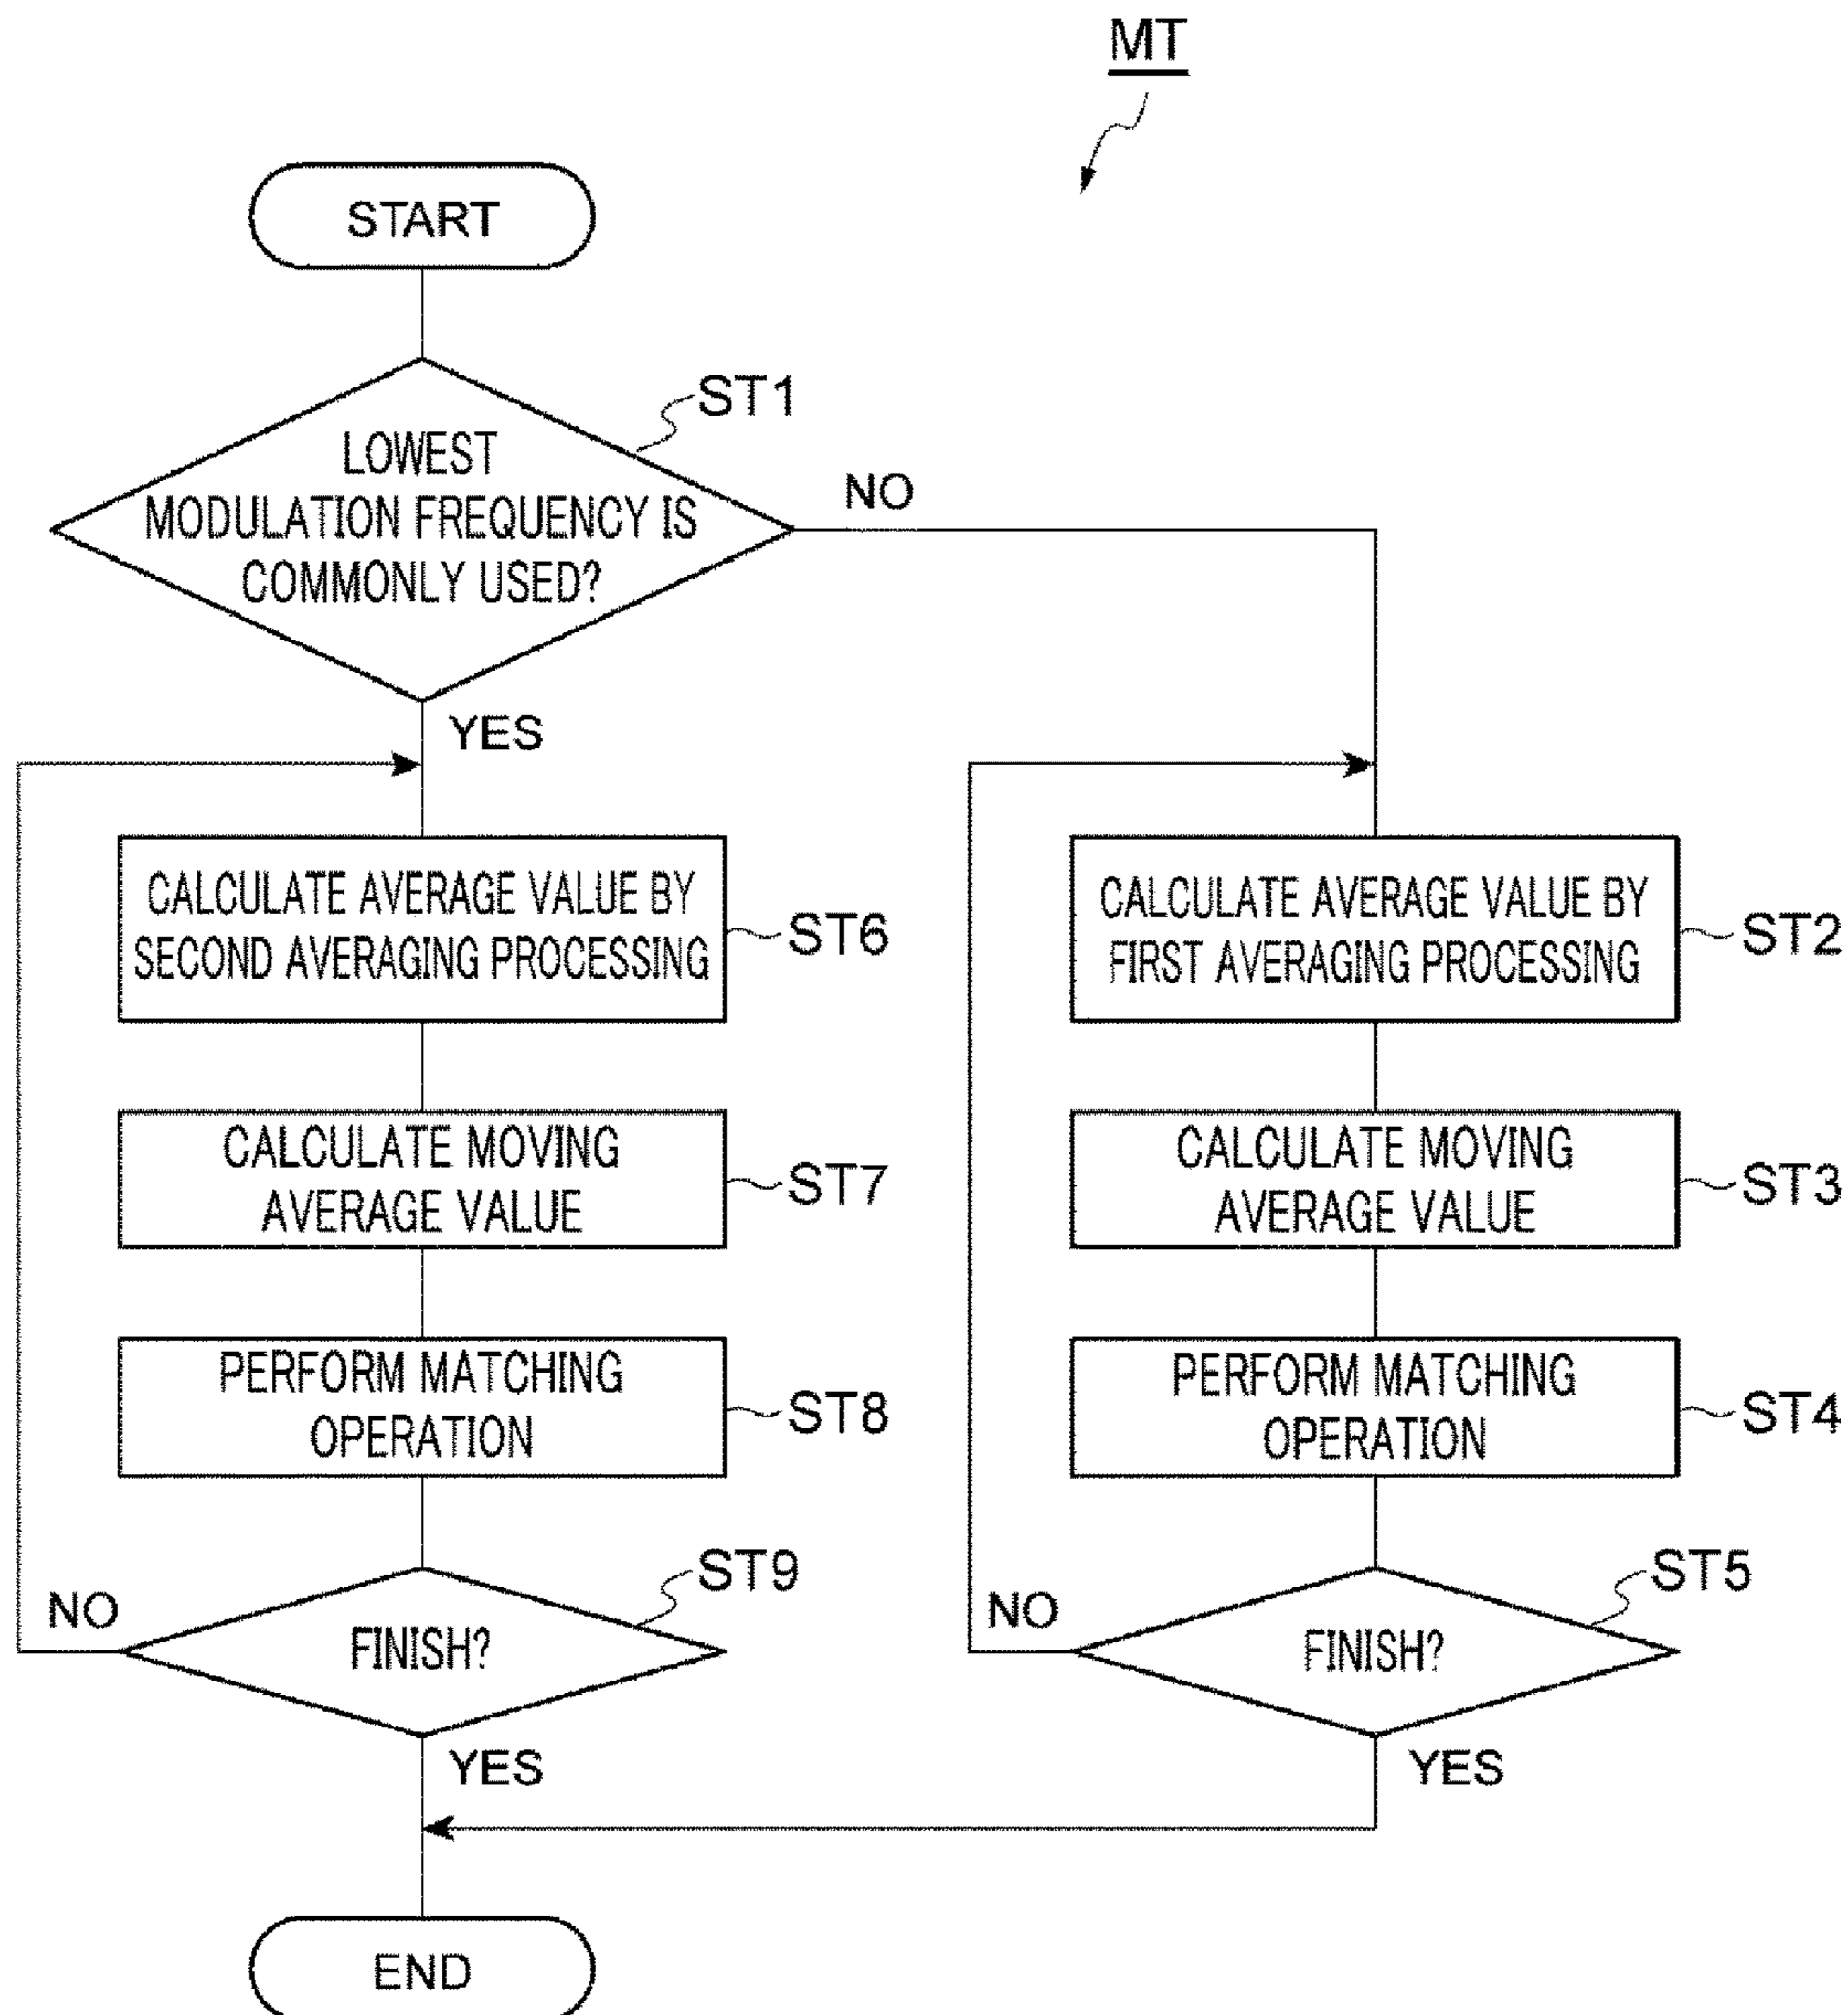 MT
START
ST1
LOWEST
MODULATION FREQUENCY IS
COMMONLY USED?
NO
YES
CALCULATE AVERAGE VALUE BY
SECOND AVERAGING PROCESSING
ST6
CALCULATE MOVING
AVERAGE VALUE
ST7
PERFORM MATCHING
OPERATION
ST8
ST9
NO
FINISH?
YES
CALCULATE AVERAGE VALUE BY
FIRST AVERAGING PROCESSING
ST2
CALCULATE MOVING
AVERAGE VALUE
ST3
PERFORM MATCHING
OPERATION
ST4
ST5
NO
FINISH?
YES
END